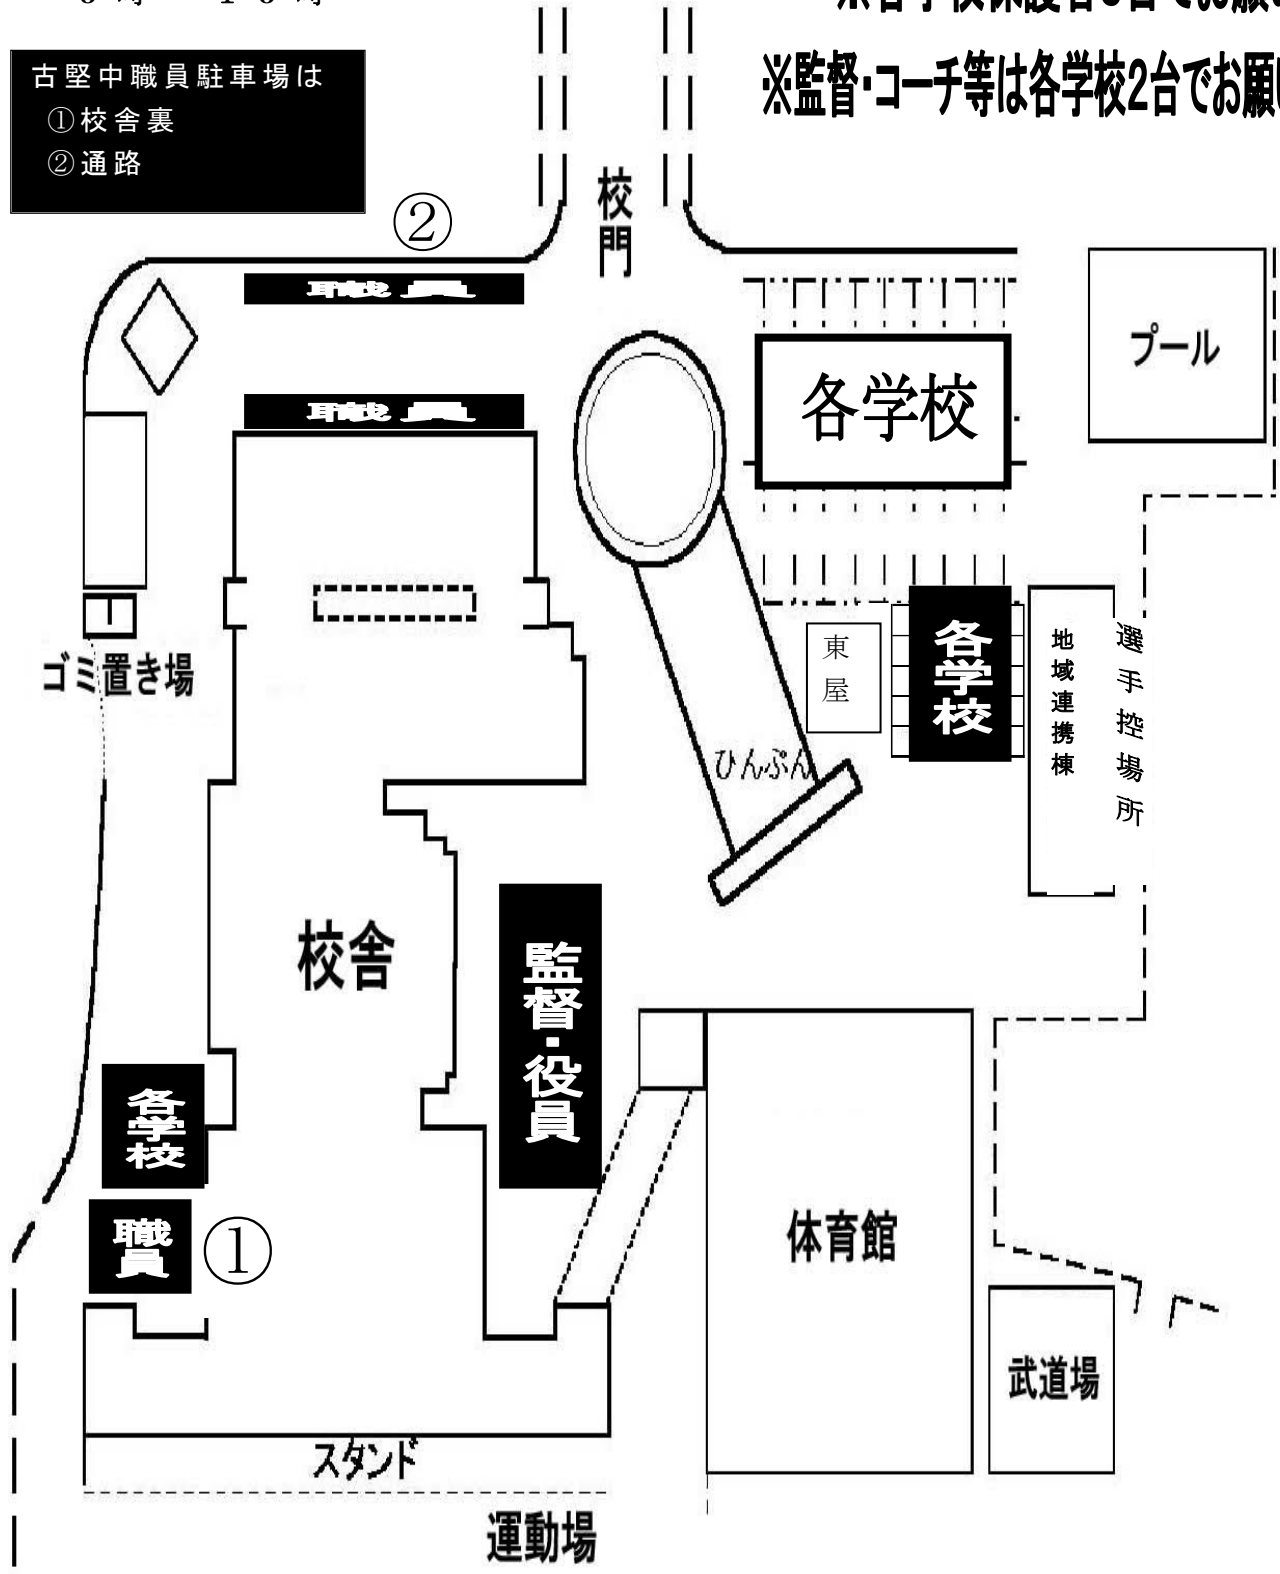 古堅中職員駐車場は
①校舎裏
②通路
※監督・コーチ等は各学校2台でお願
②
校門
職員
職員
各学校
プール
ゴミ置き場
東屋
各学校
地域連携棟
選手控場所
ひんぷん
校舎
監督・役員
各学校
職員
①
体育館
武道場
スタンド
運動場